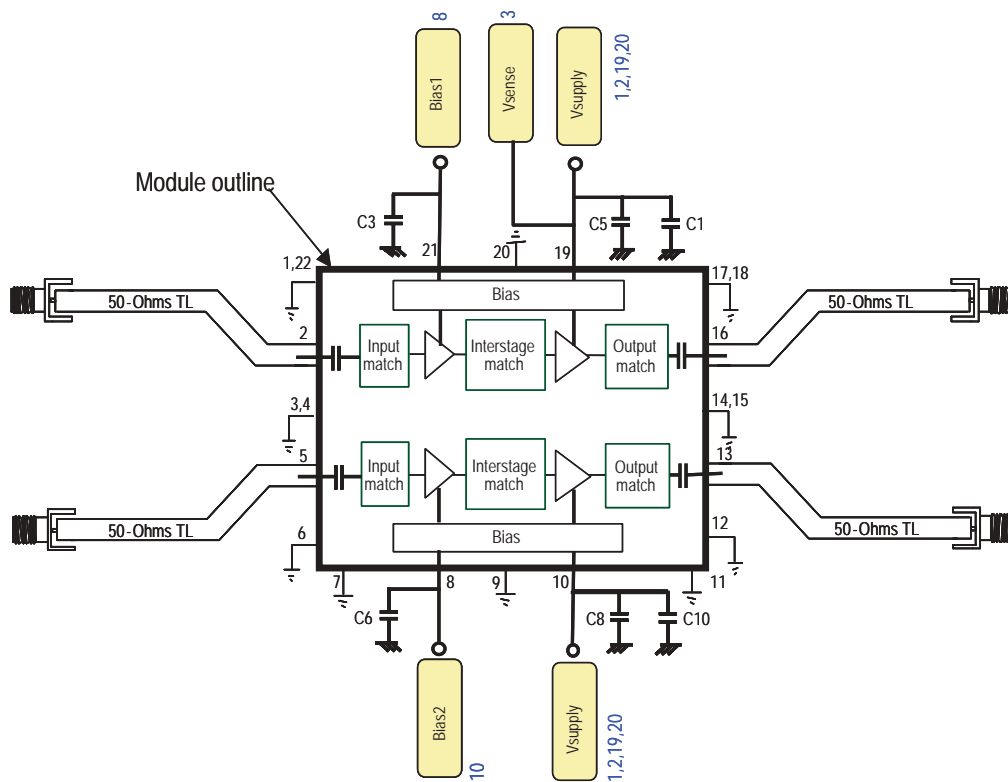 8
3
1,2,19,20
Bias1
Vsense
Vsupply
Module outline
C3
C5
C1
21
20
19
1,22
17,18
Bias
50-Ohms TL
50-Ohms TL
2
16
Input
match
Interstage
match
Output
match
3,4
14,15
5
13
Input
match
Interstage
match
Output
match
50-Ohms TL
50-Ohms TL
6
12
Bias
7
8
9
10
11
C6
C8
C10
Bias2
Vsupply
10
1,2,19,20